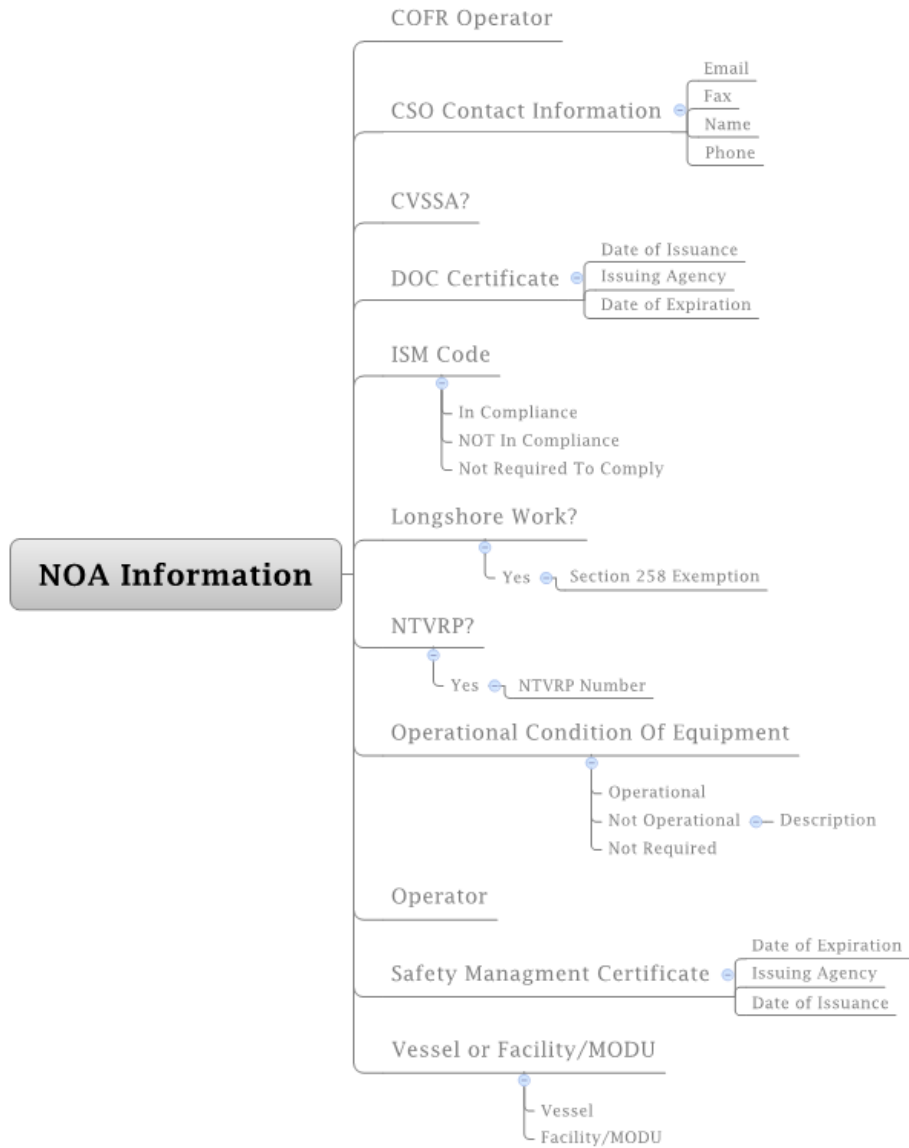 COFR Operator
CSO Contact Information
Email
Fax
Name
Phone
CVSSA?
DOC Certificate
Date of Issuance
Issuing Agency
Date of Expiration
ISM Code
In Compliance
NOT In Compliance
Not Required To Comply
Longshore Work?
Yes
Section 258 Exemption
NOA Information
NTVRP?
Yes
NTVRP Number
Operational Condition Of Equipment
Operational
Not Operational
Description
Not Required
Operator
Safety Managment Certificate
Date of Expiration
Issuing Agency
Date of Issuance
Vessel or Facility/MODU
Vessel
Facility/MODU